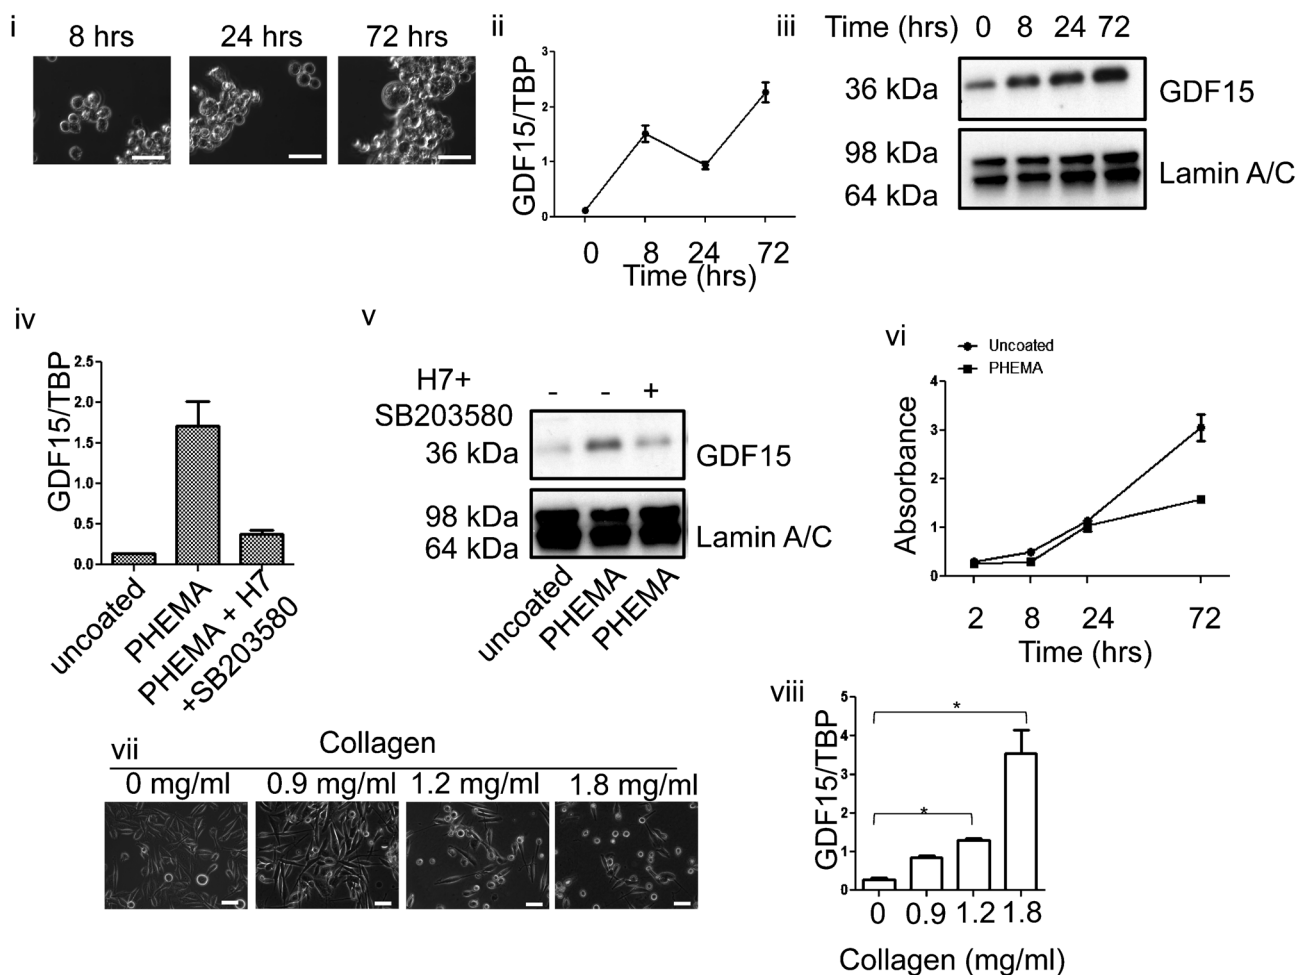 i
8 hrs 24 hrs 72 hrs
ii
GDF15/TBP
3
2
1
0
0 8 24 72
Time (hrs)
iii
Time (hrs) 0 8 24 72
36 kDa GDF15
98 kDa
Lamin A/C
64 kDa
iv
GDF15/TBP
2.5
2.0
1.5
1.0
0.5
0.0
uncoated
PHEMA
PHEMA + H7
+SB203580
v
H7+
SB203580 - - +
36 kDa GDF15
98 kDa
Lamin A/C
64 kDa
uncoated PHEMA PHEMA
vi
Uncoated
PHEMA
Absorbance
4
3
2
1
0
2 8 24 72
Time (hrs)
vii
Collagen
0 mg/ml 0.9 mg/ml 1.2 mg/ml 1.8 mg/ml
viii
GDF15/TBP
5
4
3
2
1
0
*
*
0 0.9 1.2 1.8
Collagen (mg/ml)